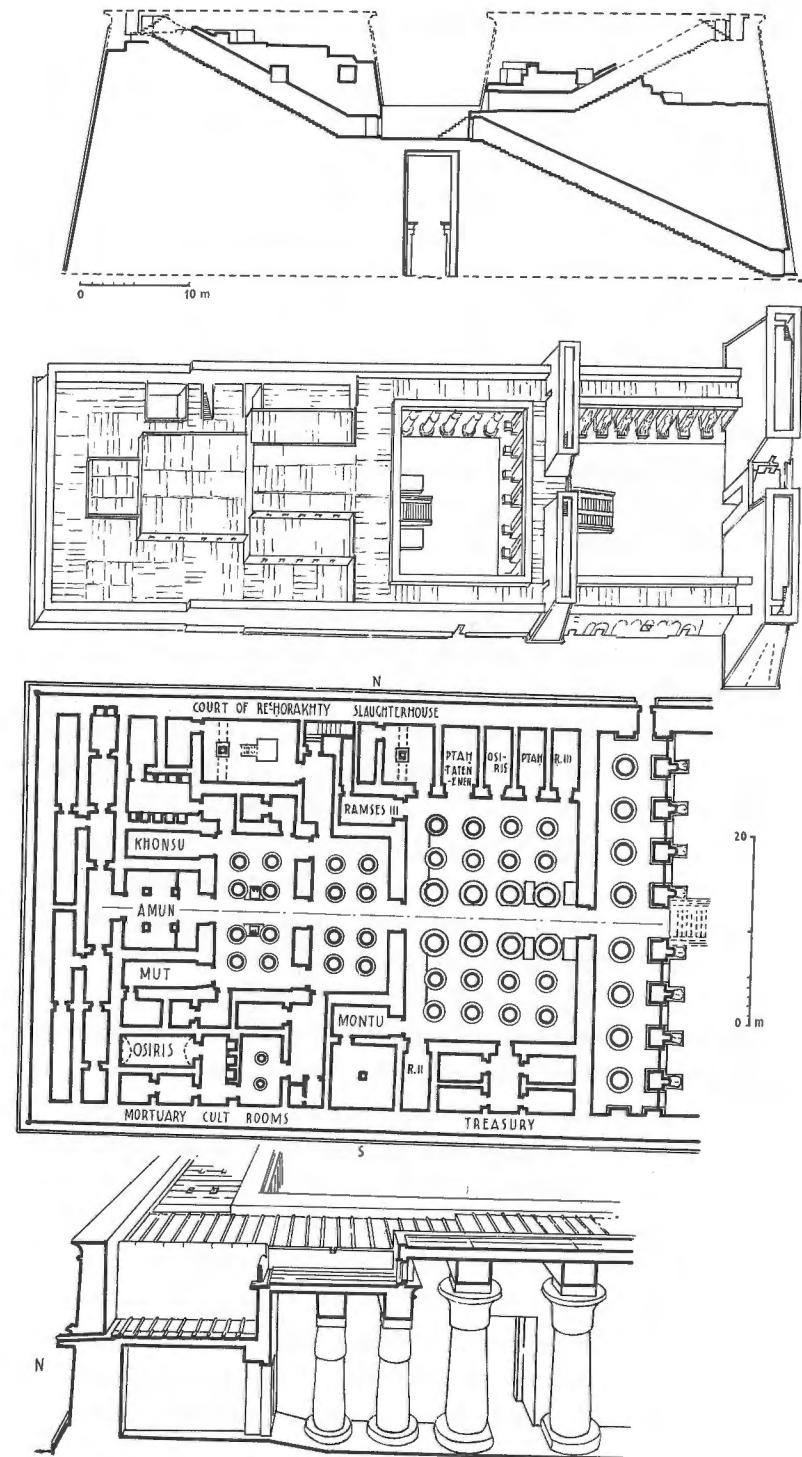 0 10 m
N
COURT OF REʿ-HORAKHTY SLAUGHTERHOUSE
PTAH
-TATEN
-ENEN
OSI-
RIS
PTAH
R.III
RAMSES III
KHONSU
20
AMUN
MUT
MONTU
0 m
OSIRIS
R.II
MORTUARY CULT ROOMS
TREASURY
S
N